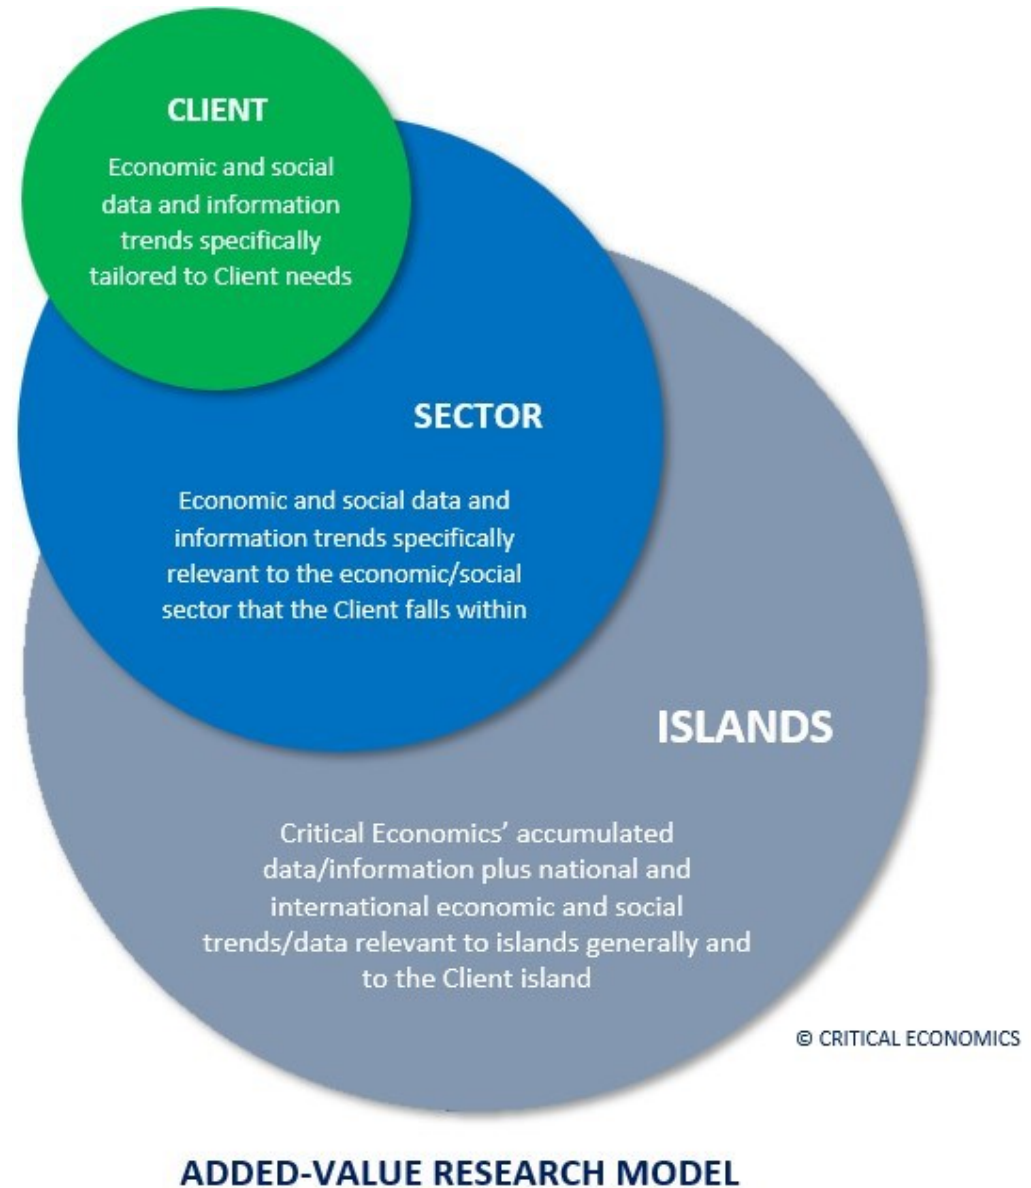 CLIENT
Economic and social
data and information
trends specifically
tailored to Client needs
SECTOR
Economic and social data and
information trends specifically
relevant to the economic/social
sector that the Client falls within
ISLANDS
Critical Economics’ accumulated
data/information plus national and
international economic and social
trends/data relevant to islands generally and
to the Client island
© CRITICAL ECONOMICS
ADDED-VALUE RESEARCH MODEL